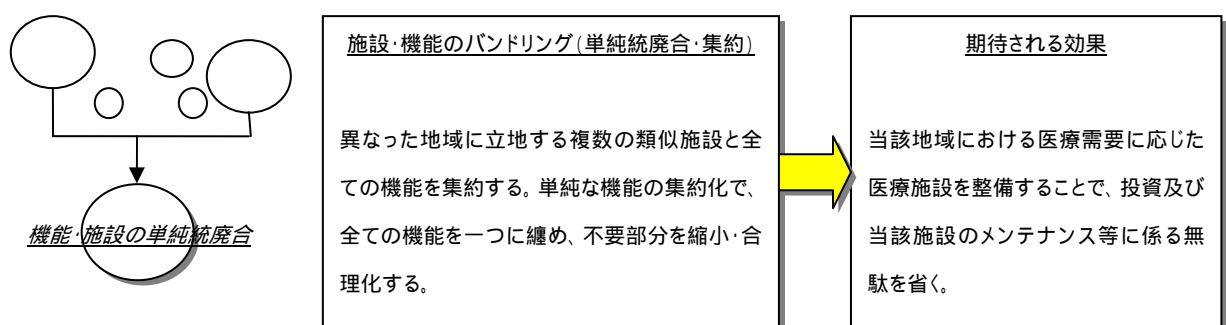 機能･施設の単純統廃合
施設･機能のバンドリング(単純統廃合･集約)
異なった地域に立地する複数の類似施設と全
ての機能を集約する。単純な機能の集約化で、
全ての機能を一つに纏め、不要部分を縮小･合
理化する。
期待される効果
当該地域における医療需要に応じた
医療施設を整備することで、投資及び
当該施設のメンテナンス等に係る無
駄を省く。